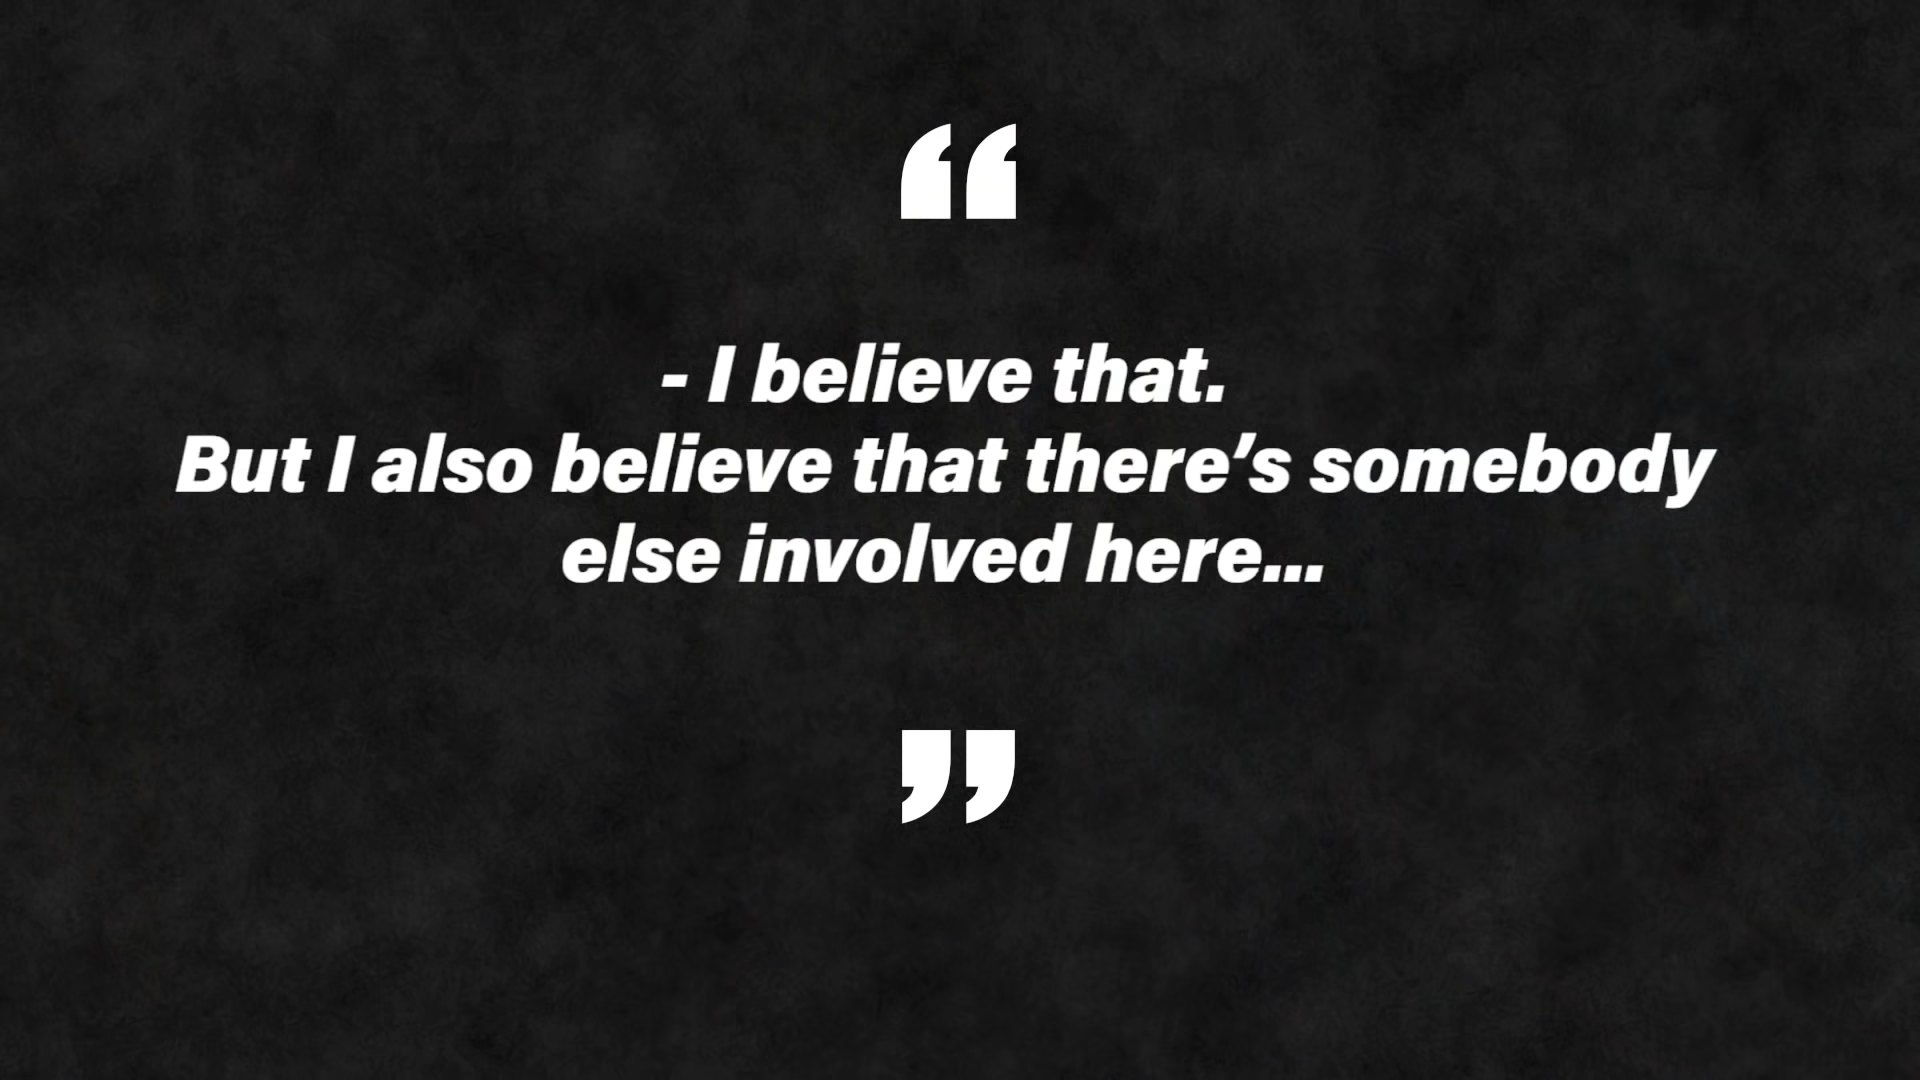 “
- I believe that.
But I also believe that there’s somebody
else involved here...
”